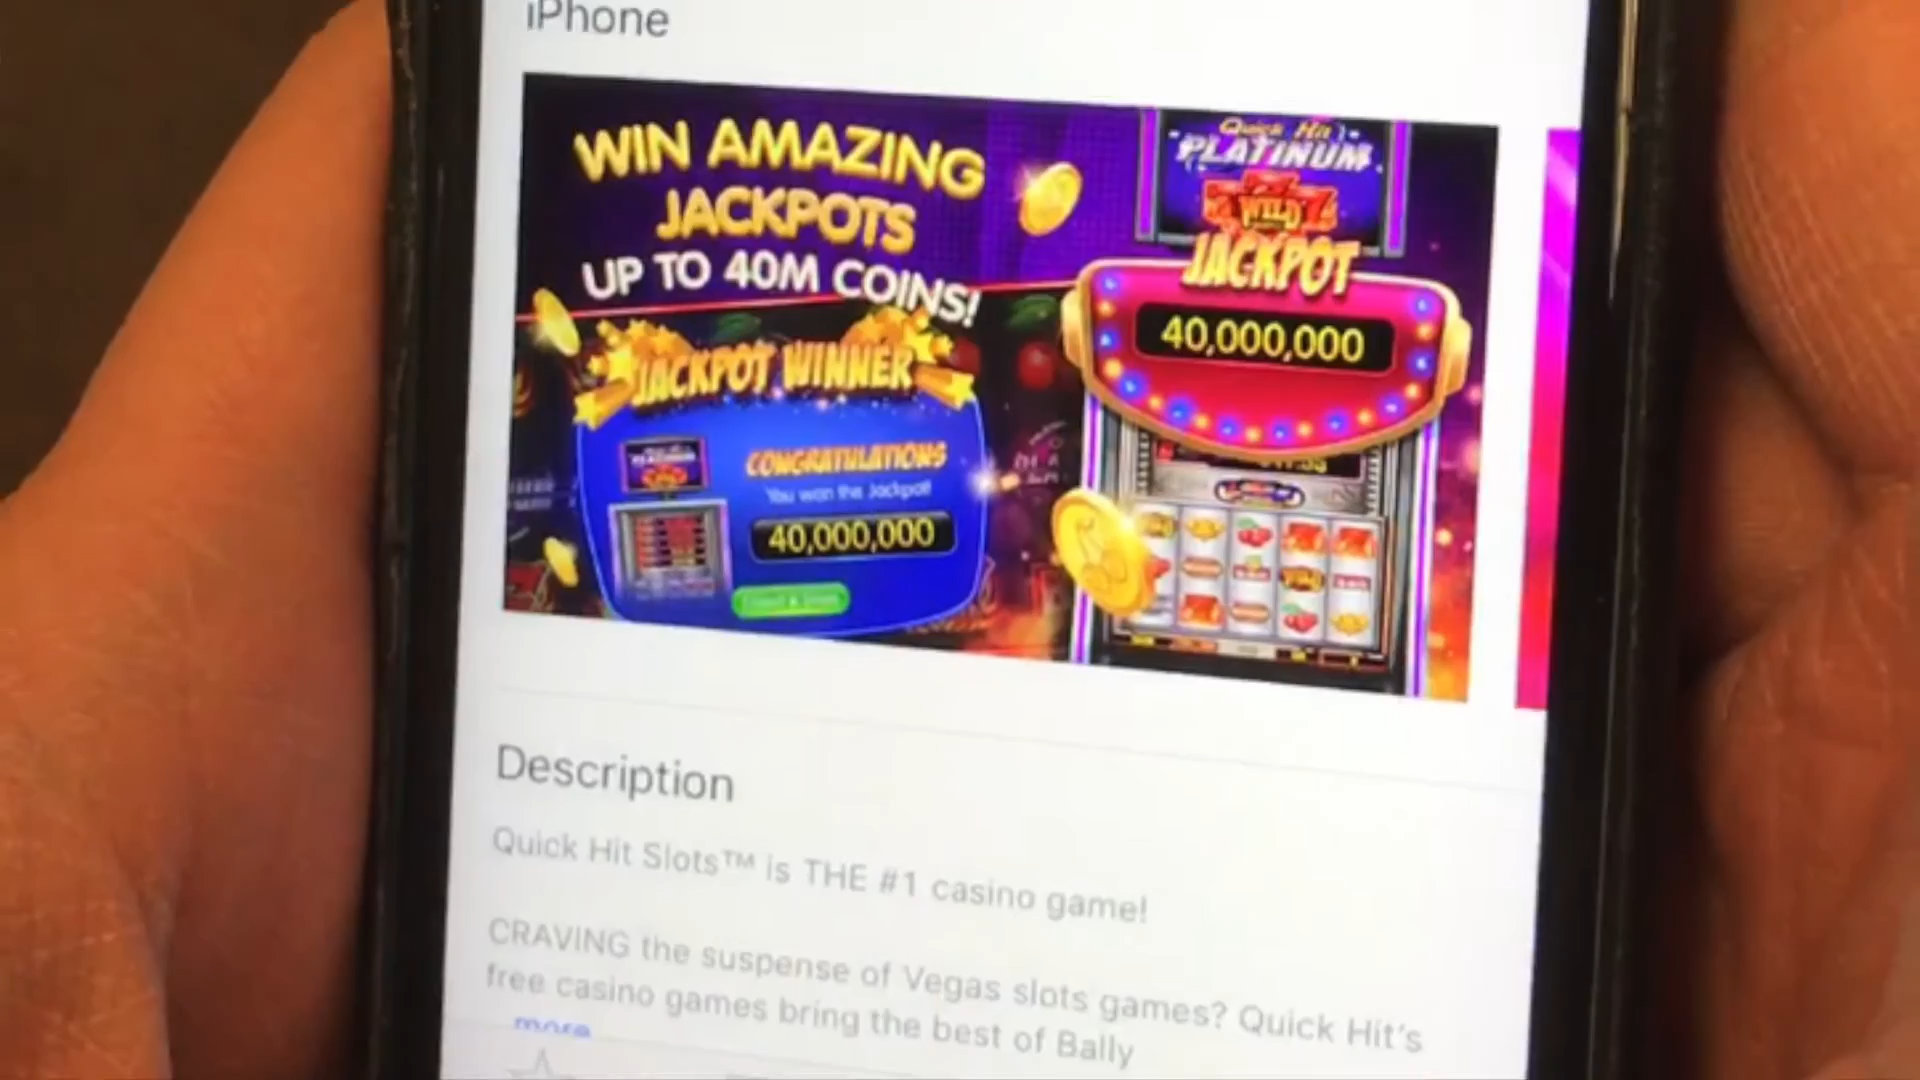 iPhone
WIN AMAZING
JACKPOTS
UP TO 40M COINS!
JACKPOT WINNER
CONGRATULATIONS
You won the Jackpot!
40,000,000
Quick Hit
PLATINUM
WILD
JACKPOT
40,000,000
Description
Quick Hit Slots™ is THE #1 casino game!
CRAVING the suspense of Vegas slots games? Quick Hit's
free casino games bring the best of Bally
more